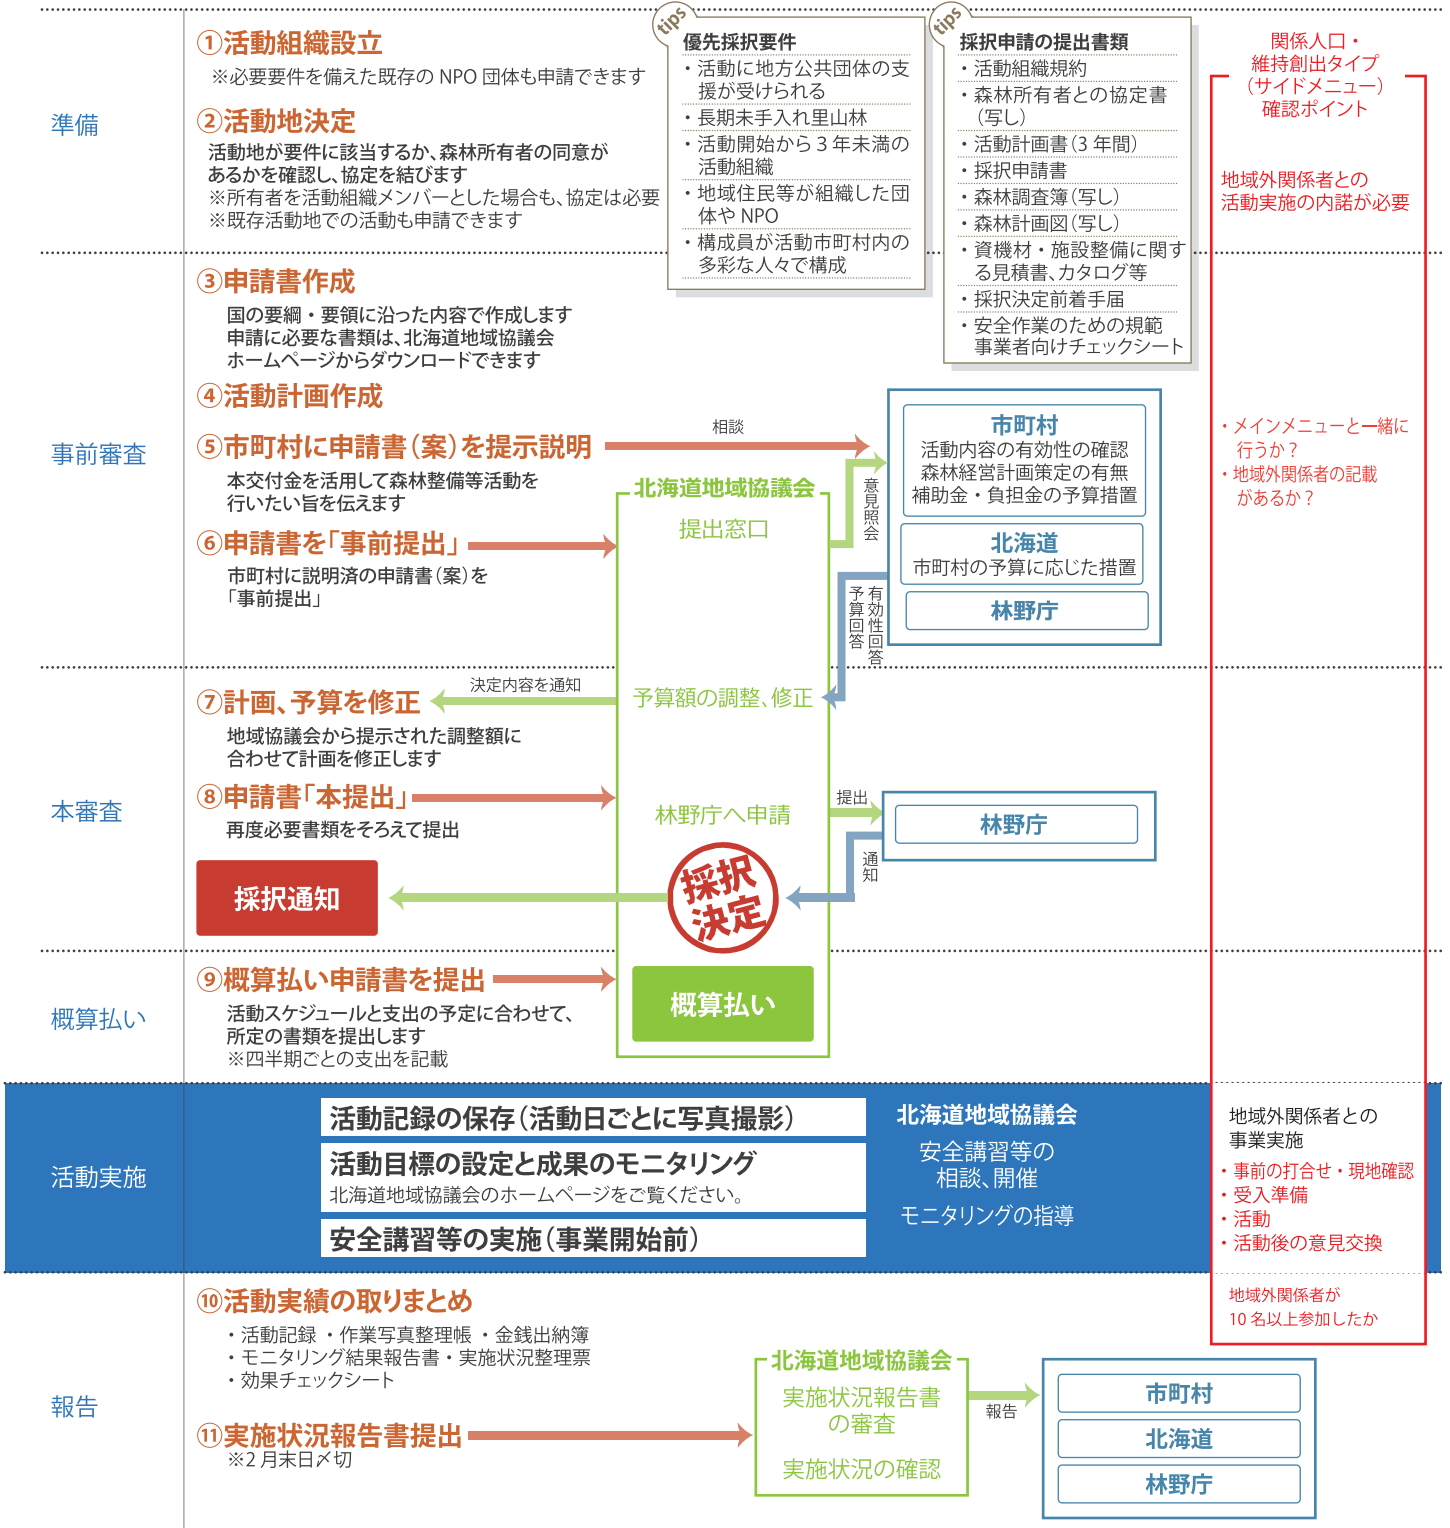 準備
①活動組織設立
※必要要件を備えた既存の NPO 団体も申請できます
②活動地決定
活動地が要件に該当するか、森林所有者の同意が
あるかを確認し、協定を結びます
※所有者を活動組織メンバーとした場合も、協定は必要
※既存活動地での活動も申請できます
tips
優先採択要件
・活動に地方公共団体の支
援が受けられる
・長期未手入れ里山林
・活動開始から 3 年未満の
活動組織
・地域住民等が組織した団
体や NPO
・構成員が活動市町村内の
多彩な人々で構成
tips
採択申請の提出書類
・活動組織規約
・森林所有者との協定書
（写し）
・活動計画書（3 年間）
・採択申請書
・森林調査簿（写し）
・森林計画図（写し）
・資機材・施設整備に関す
る見積書、カタログ等
・採択決定前着手届
・安全作業のための規範
事業者向けチェックシート
関係人口・
維持創出タイプ
（サイドメニュー）
確認ポイント
地域外関係者との
活動実施の内諾が必要
事前審査
③申請書作成
国の要綱・要領に沿った内容で作成します
申請に必要な書類は、北海道地域協議会
ホームページからダウンロードできます
④活動計画作成
⑤市町村に申請書（案）を提示説明
本交付金を活用して森林整備等活動を
行いたい旨を伝えます
⑥申請書を「事前提出」
市町村に説明済の申請書（案）を
「事前提出」
相談
北海道地域協議会
提出窓口
意見照会
市町村
活動内容の有効性の確認
森林経営計画策定の有無
補助金・負担金の予算措置
北海道
市町村の予算に応じた措置
林野庁
有効性回答
予算回答
・メインメニューと一緒に
行うか？
・地域外関係者の記載
があるか？
本審査
⑦計画、予算を修正
地域協議会から提示された調整額に
合わせて計画を修正します
決定内容を通知
予算額の調整、修正
⑧申請書「本提出」
再度必要書類をそろえて提出
林野庁へ申請
提出
林野庁
通知
採択
決定
採択通知
概算払い
⑨概算払い申請書を提出
活動スケジュールと支出の予定に合わせて、
所定の書類を提出します
※四半期ごとの支出を記載
概算払い
活動実施
活動記録の保存（活動日ごとに写真撮影）
活動目標の設定と成果のモニタリング
北海道地域協議会のホームページをご覧ください。
安全講習等の実施（事業開始前）
北海道地域協議会
安全講習等の
相談、開催
モニタリングの指導
地域外関係者との
事業実施
・事前の打合せ・現地確認
・受入準備
・活動
・活動後の意見交換
報告
⑩活動実績の取りまとめ
・活動記録 ・作業写真整理帳 ・金銭出納簿
・モニタリング結果報告書・実施状況整理票
・効果チェックシート
⑪実施状況報告書提出
※2 月末日〆切
北海道地域協議会
実施状況報告書
の審査
実施状況の確認
報告
市町村
北海道
林野庁
地域外関係者が
10 名以上参加したか